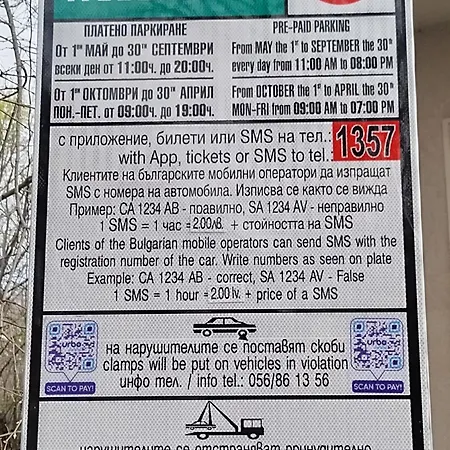 ПЛАТЕНО ПАРКИРАНЕ
От 1ви МАЙ до 30ти СЕПТЕМВРИ
всеки ден от 11:00ч. до 20:00ч.
От 1ви ОКТОМВРИ до 30ти АПРИЛ
ПОН.-ПЕТ. от 09:00ч. до 19:00ч.
PRE-PAID PARKING
From MAY the 1st to SEPTEMBER the 30th
every day from 11:00 AM to 08:00 PM
From OCTOBER the 1st to APRIL the 30th
MON-FRI from 09:00 AM to 07:00 PM
с приложение, билети или SMS на тел.:
with App, tickets or SMS to tel.:
1357
Клиентите на българските мобилни оператори да изпращат
SMS с номера на автомобила. Изписва се както се вижда
Пример: CA 1234 AB - правилно, SA 1234 AV - неправилно
1 SMS = 1 час = 2.00лв. + стойността на SMS
Clients of the Bulgarian mobile operators can send SMS with the
registration number of the car. Write numbers as seen on plate
Example: CA 1234 AB - correct, SA 1234 AV - False
1 SMS = 1 hour = 2.00 lv. + price of a SMS
urbo
SCAN TO PAY!
на нарушителите се поставят скоби
clamps will be put on vehicles in violation
инфо тел. / info tel.: 056/86 13 56
urbo
SCAN TO PAY!
нарушителите се отстраняват принудително